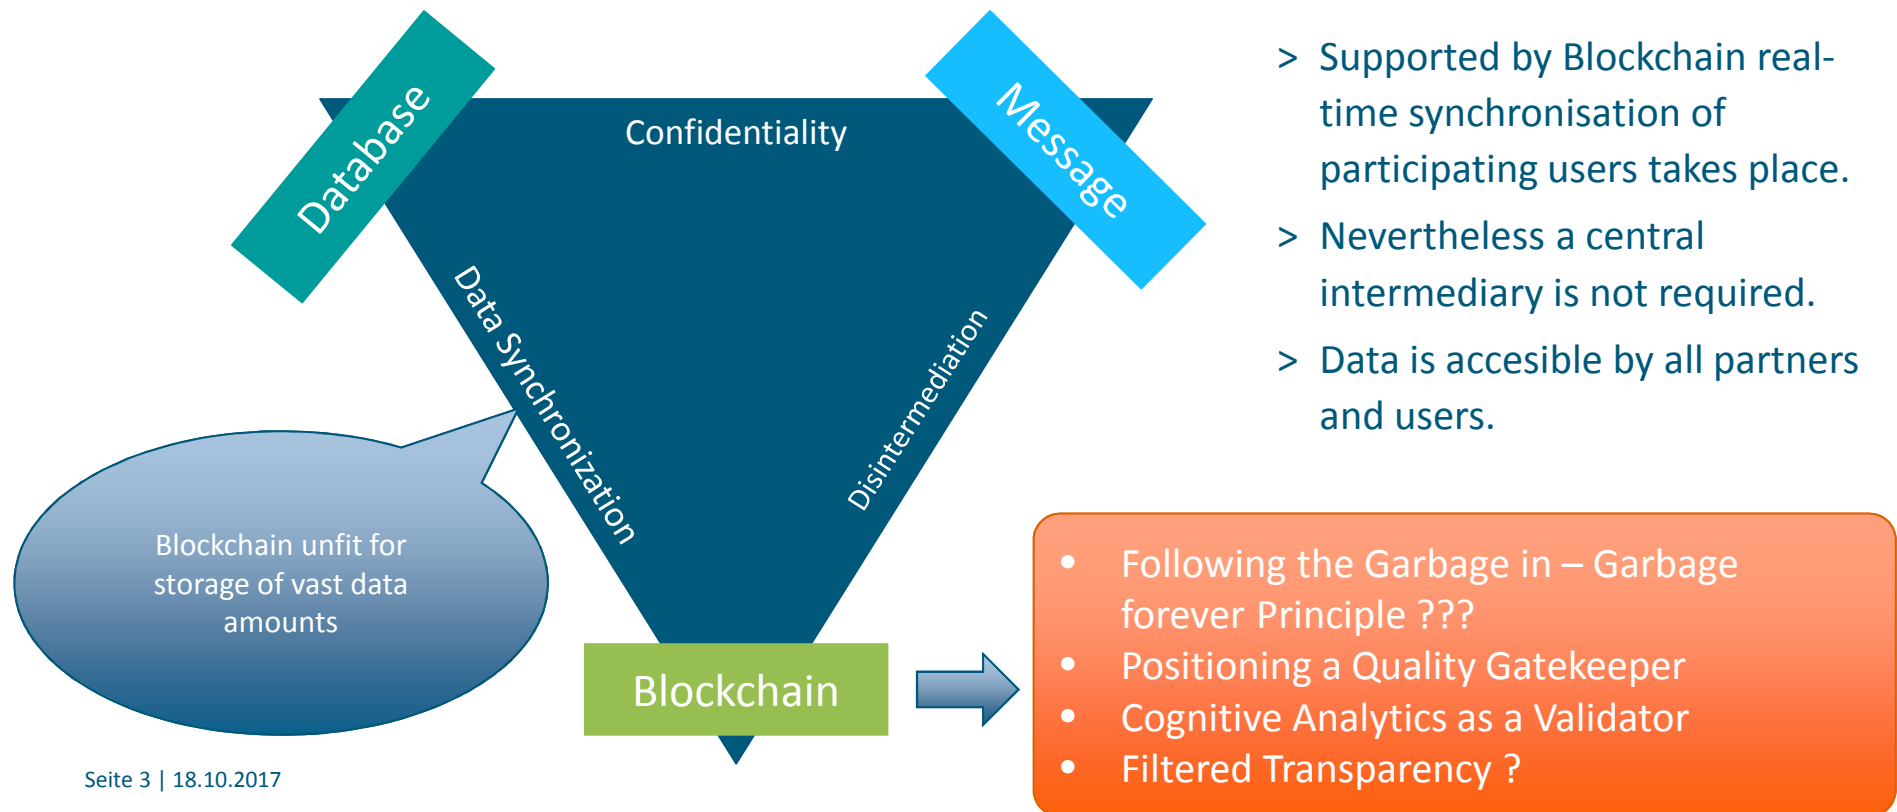 Database
Confidentiality
Message
Data Synchronization
Disintermediation
Blockchain unfit for
storage of vast data
amounts
Blockchain
> Supported by Blockchain real-
time synchronisation of
participating users takes place.
> Nevertheless a central
intermediary is not required.
> Data is accesible by all partners
and users.
• Following the Garbage in – Garbage
forever Principle ???
• Positioning a Quality Gatekeeper
• Cognitive Analytics as a Validator
• Filtered Transparency ?
Seite 3 | 18.10.2017